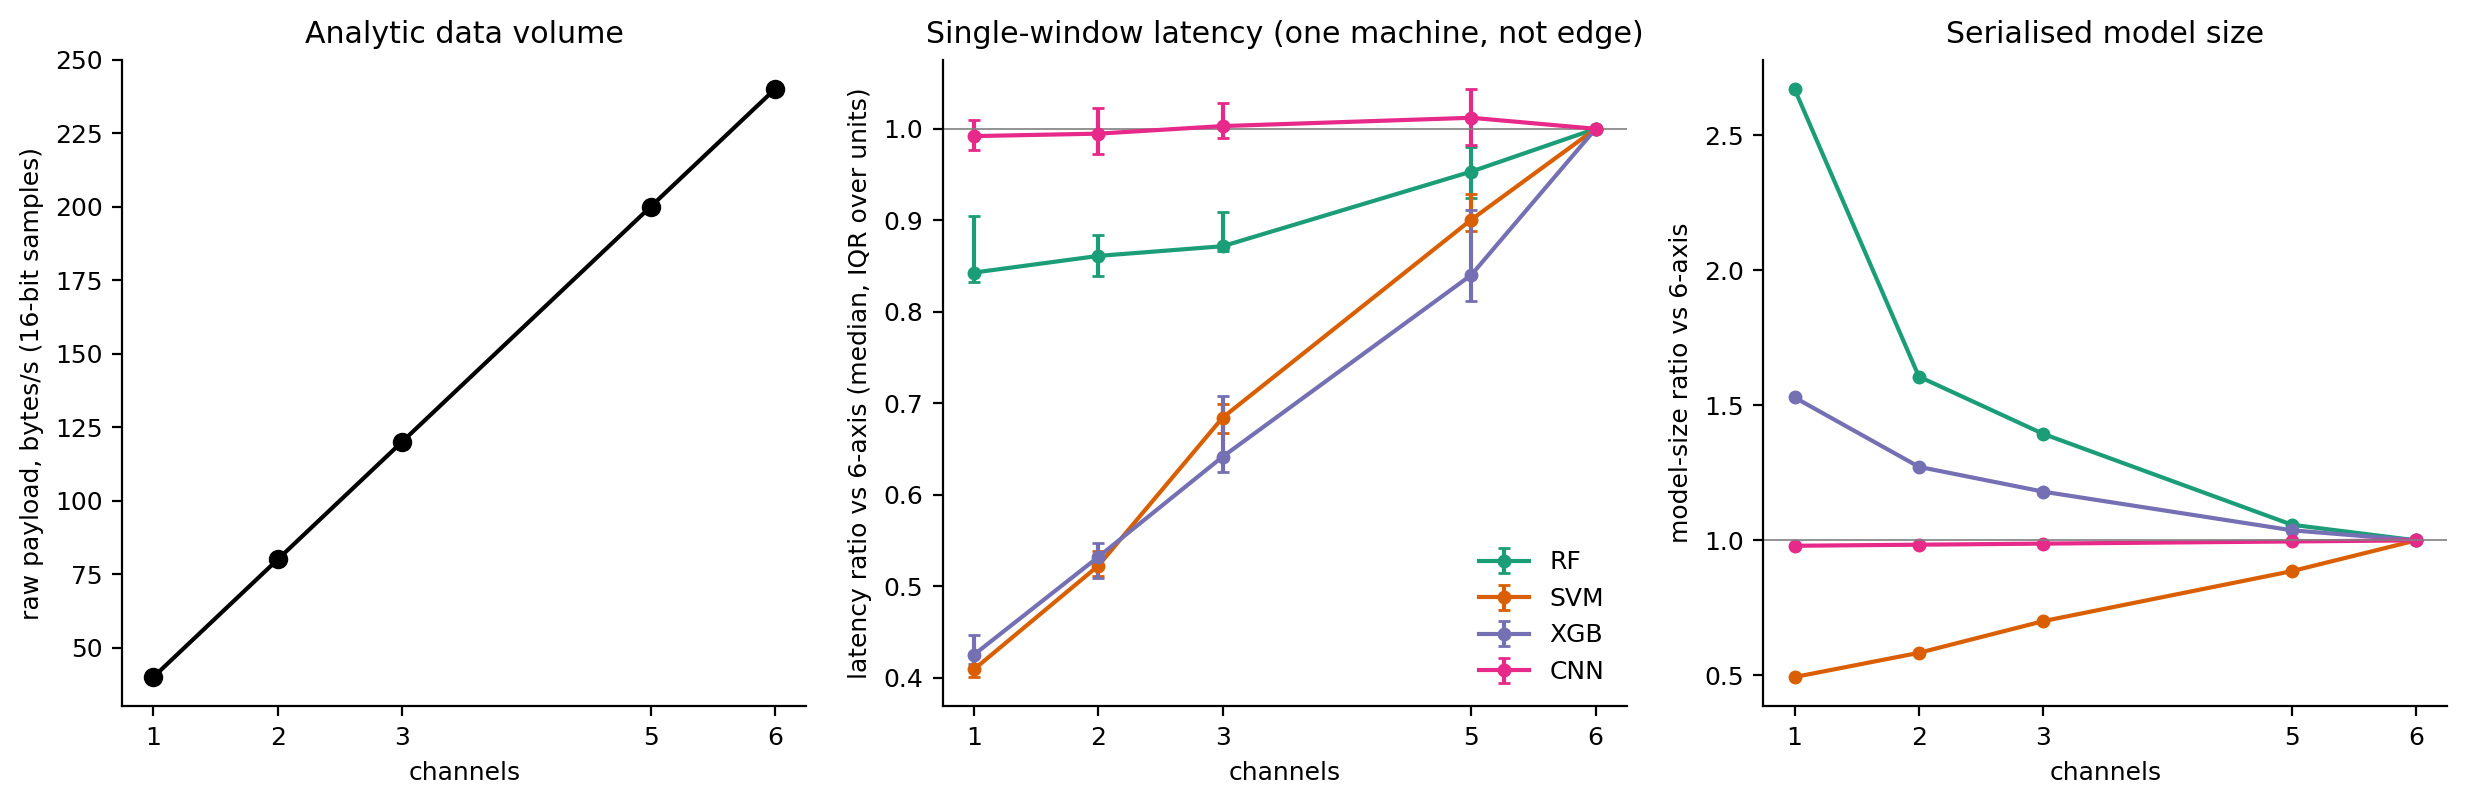 Analytic data volume
raw payload, bytes/s (16-bit samples)
250
225
200
175
150
125
100
75
50
1 2 3 5 6
channels
Single-window latency (one machine, not edge)
latency ratio vs 6-axis (median, IQR over units)
1.0
0.9
0.8
0.7
0.6
0.5
0.4
RF
SVM
XGB
CNN
1 2 3 5 6
channels
Serialised model size
model-size ratio vs 6-axis
2.5
2.0
1.5
1.0
0.5
1 2 3 5 6
channels